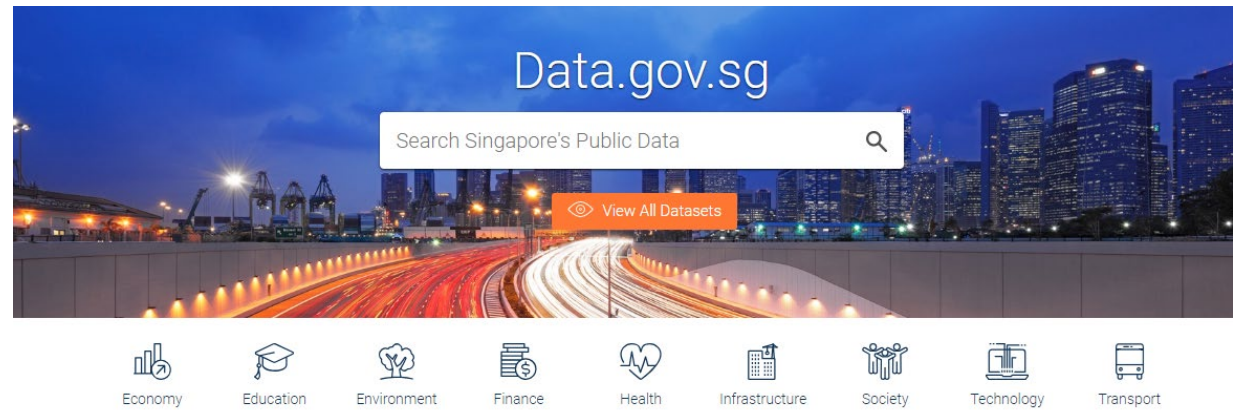 Data.gov.sg
Search Singapore's Public Data
View All Datasets
Economy Education Environment Finance Health Infrastructure Society Technology Transport